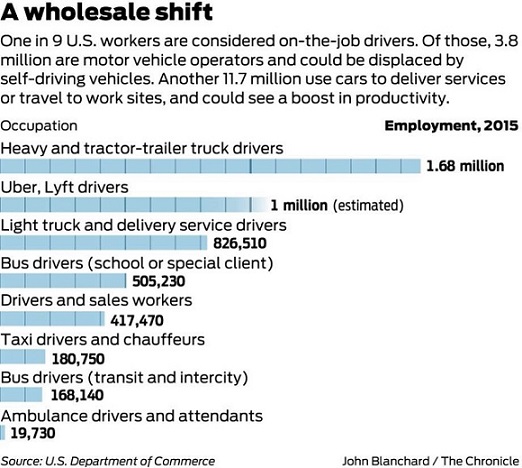 A wholesale shift
One in 9 U.S. workers are considered on-the-job drivers. Of those, 3.8
million are motor vehicle operators and could be displaced by
self-driving vehicles. Another 11.7 million use cars to deliver services
or travel to work sites, and could see a boost in productivity.
Occupation Employment, 2015
Heavy and tractor-trailer truck drivers
1.68 million
Uber, Lyft drivers
1 million (estimated)
Light truck and delivery service drivers
826,510
Bus drivers (school or special client)
505,230
Drivers and sales workers
417,470
Taxi drivers and chauffeurs
180,750
Bus drivers (transit and intercity)
168,140
Ambulance drivers and attendants
19,730
Source: U.S. Department of Commerce John Blanchard / The Chronicle